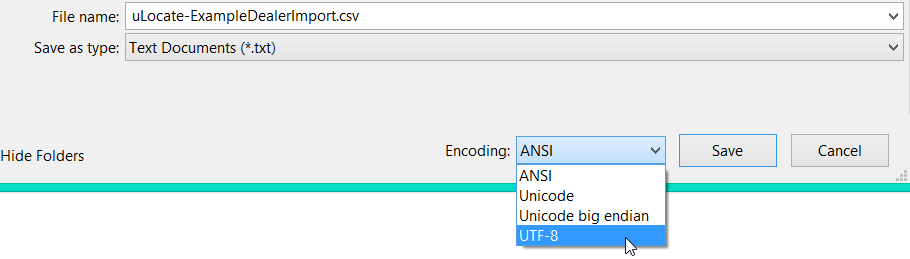 File name: uLocate-ExampleDealerImport.csv
Save as type: Text Documents (*.txt)
Hide Folders Encoding: ANSI Save Cancel
ANSI
Unicode
Unicode big endian
UTF-8